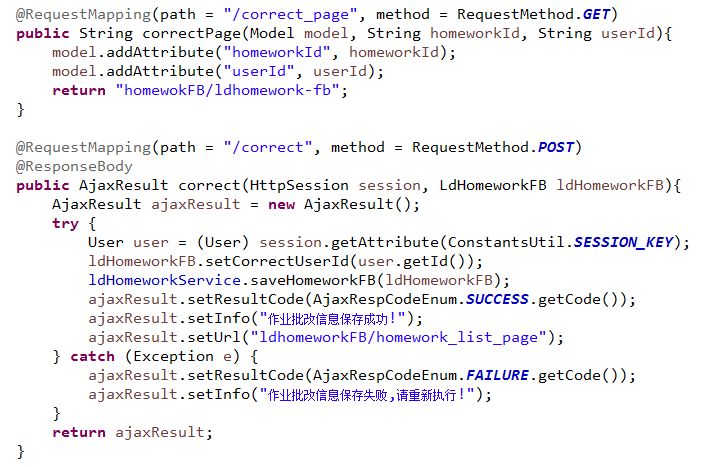 @RequestMapping(path = "/correct_page", method = RequestMethod.GET)
public String correctPage(Model model, String homeworkId, String userId){
    model.addAttribute("homeworkId", homeworkId);
    model.addAttribute("userId", userId);
    return "homewokFB/ldhomework-fb";
}

@RequestMapping(path = "/correct", method = RequestMethod.POST)
@ResponseBody
public AjaxResult correct(HttpSession session, LdHomeworkFB ldHomeworkFB){
    AjaxResult ajaxResult = new AjaxResult();
    try {
        User user = (User) session.getAttribute(ConstantsUtil.SESSION_KEY);
        ldHomeworkFB.setCorrectUserId(user.getId());
        ldHomeworkService.saveHomeworkFB(ldHomeworkFB);
        ajaxResult.setResultCode(AjaxRespCodeEnum.SUCCESS.getCode());
        ajaxResult.setInfo("作业批改信息保存成功!");
        ajaxResult.setUrl("ldhomeworkFB/homework_list_page");
    } catch (Exception e) {
        ajaxResult.setResultCode(AjaxRespCodeEnum.FAILURE.getCode());
        ajaxResult.setInfo("作业批改信息保存失败,请重新执行!");
    }
    return ajaxResult;
}